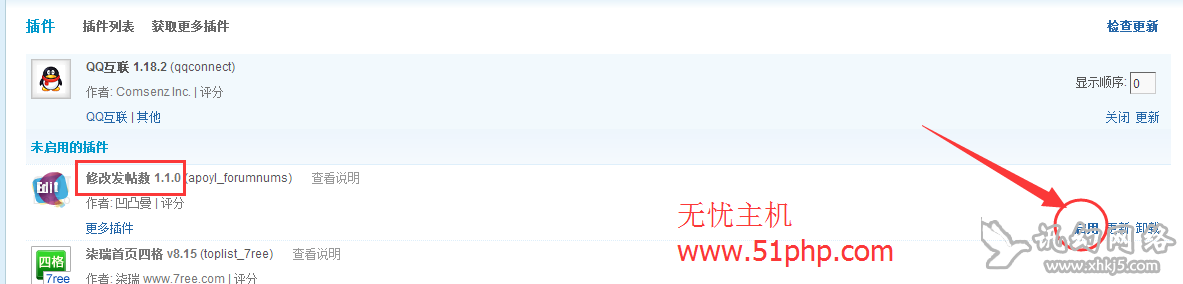 插件 插件列表 获取更多插件 检查更新
QQ互联 1.18.2 (qqconnect)
显示顺序: 0
作者: Comsenz Inc. | 评分
QQ互联 | 其他 关闭 更新
未启用的插件
Edit 修改发帖数 1.1.0 (apoyl_forumnums) 查看说明
作者: 凹凸曼 | 评分
更多插件 启用 更新 卸载
无忧主机
www.51php.com
四格 7ree 柒瑞首页四格 v8.15 (toplist_7ree) 查看说明
作者: 柒瑞 www.7ree.com | 评分
网络
www.xhkj5.com